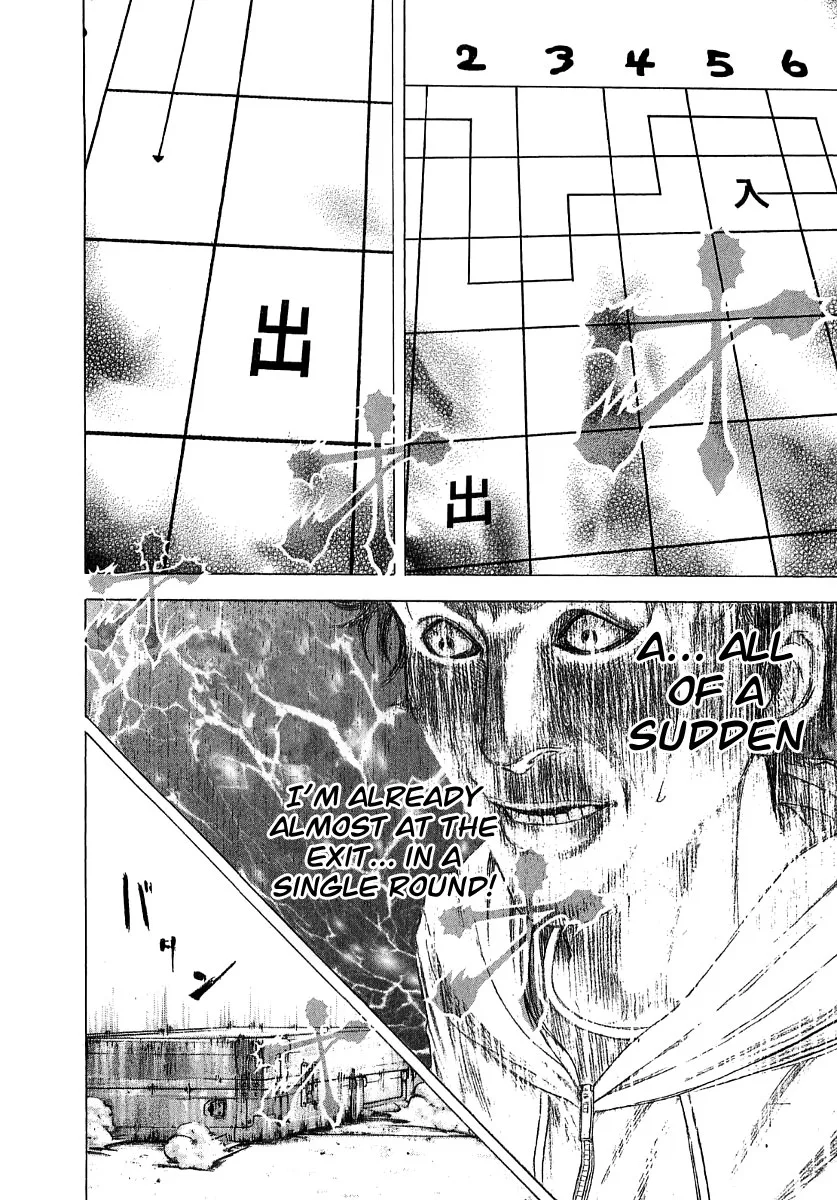 2 3 4 5 6
入
出
出
A... ALL
OF A
SUDDEN
I'M ALREADY
ALMOST AT THE
EXIT... IN A
SINGLE ROUND!
バタン